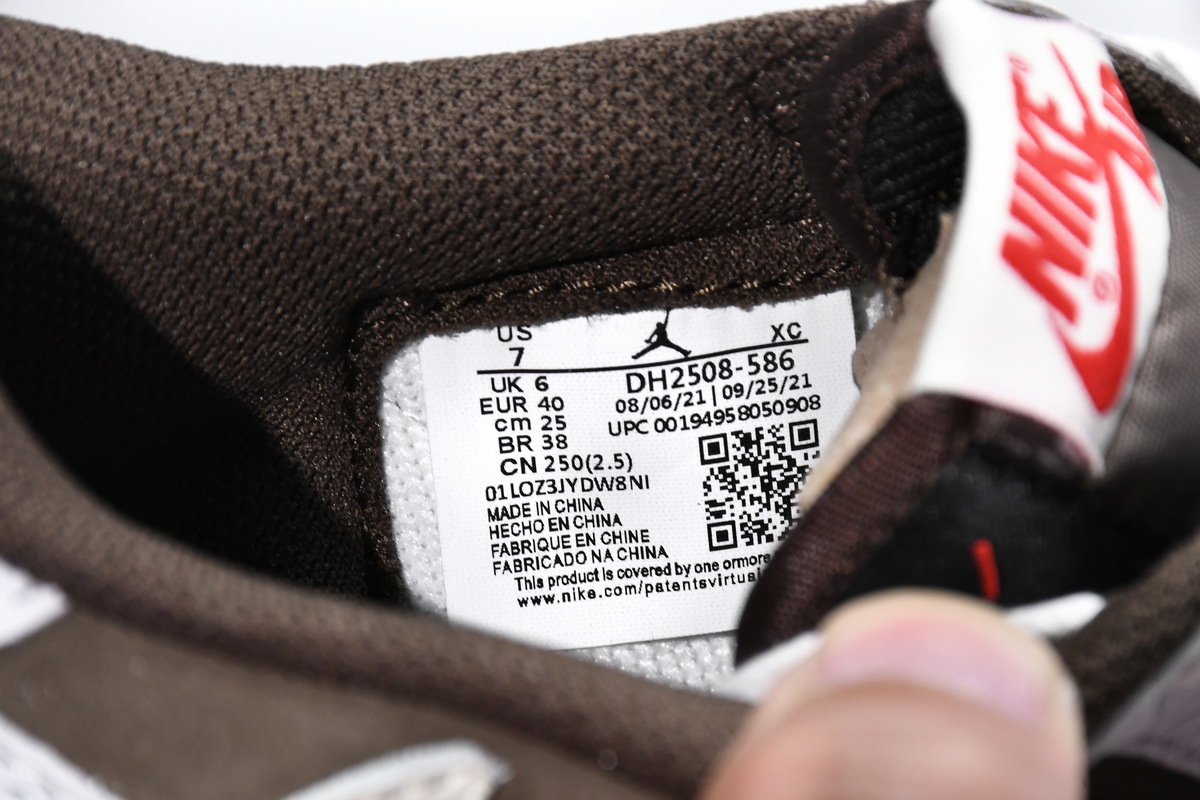 US
7
XC
UK 6
EUR 40
cm 25
BR 38
CN 250(2.5)
DH2508-586
08/06/21 | 09/25/21
UPC 00194958050908
01LOZ3JYDW8NI
MADE IN CHINA
HECHO EN CHINA
FABRIQUE EN CHINE
FABRICADO NA CHINA
This product is covered by one ormore
www.nike.com/patentsvirtual
NIKE®
AIR
®